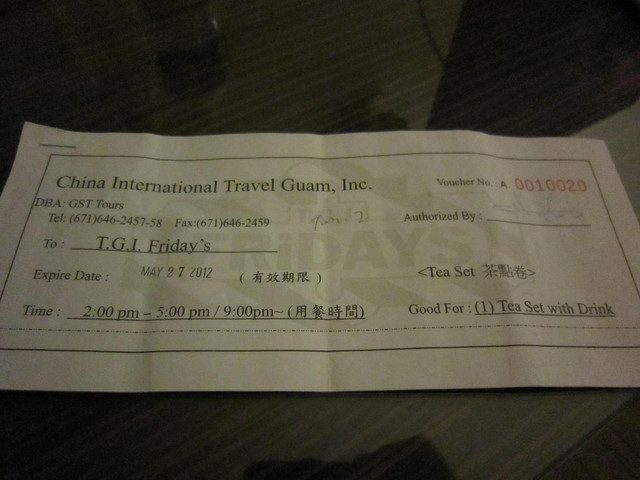 China International Travel Guam, Inc.
Voucher No. : A 0010020
DBA: GST Tours
Tel: (671)646-2457-58 Fax:(671)646-2459
Authorized By :
To : T.G.I. Friday's
FRiDAYS
Expire Date : MAY 27 2012 ( 有效期限 )
<Tea Set 茶點卷>
Time : 2:00 pm – 5:00 pm / 9:00pm~ (用餐時間)
Good For : (1) Tea Set with Drink